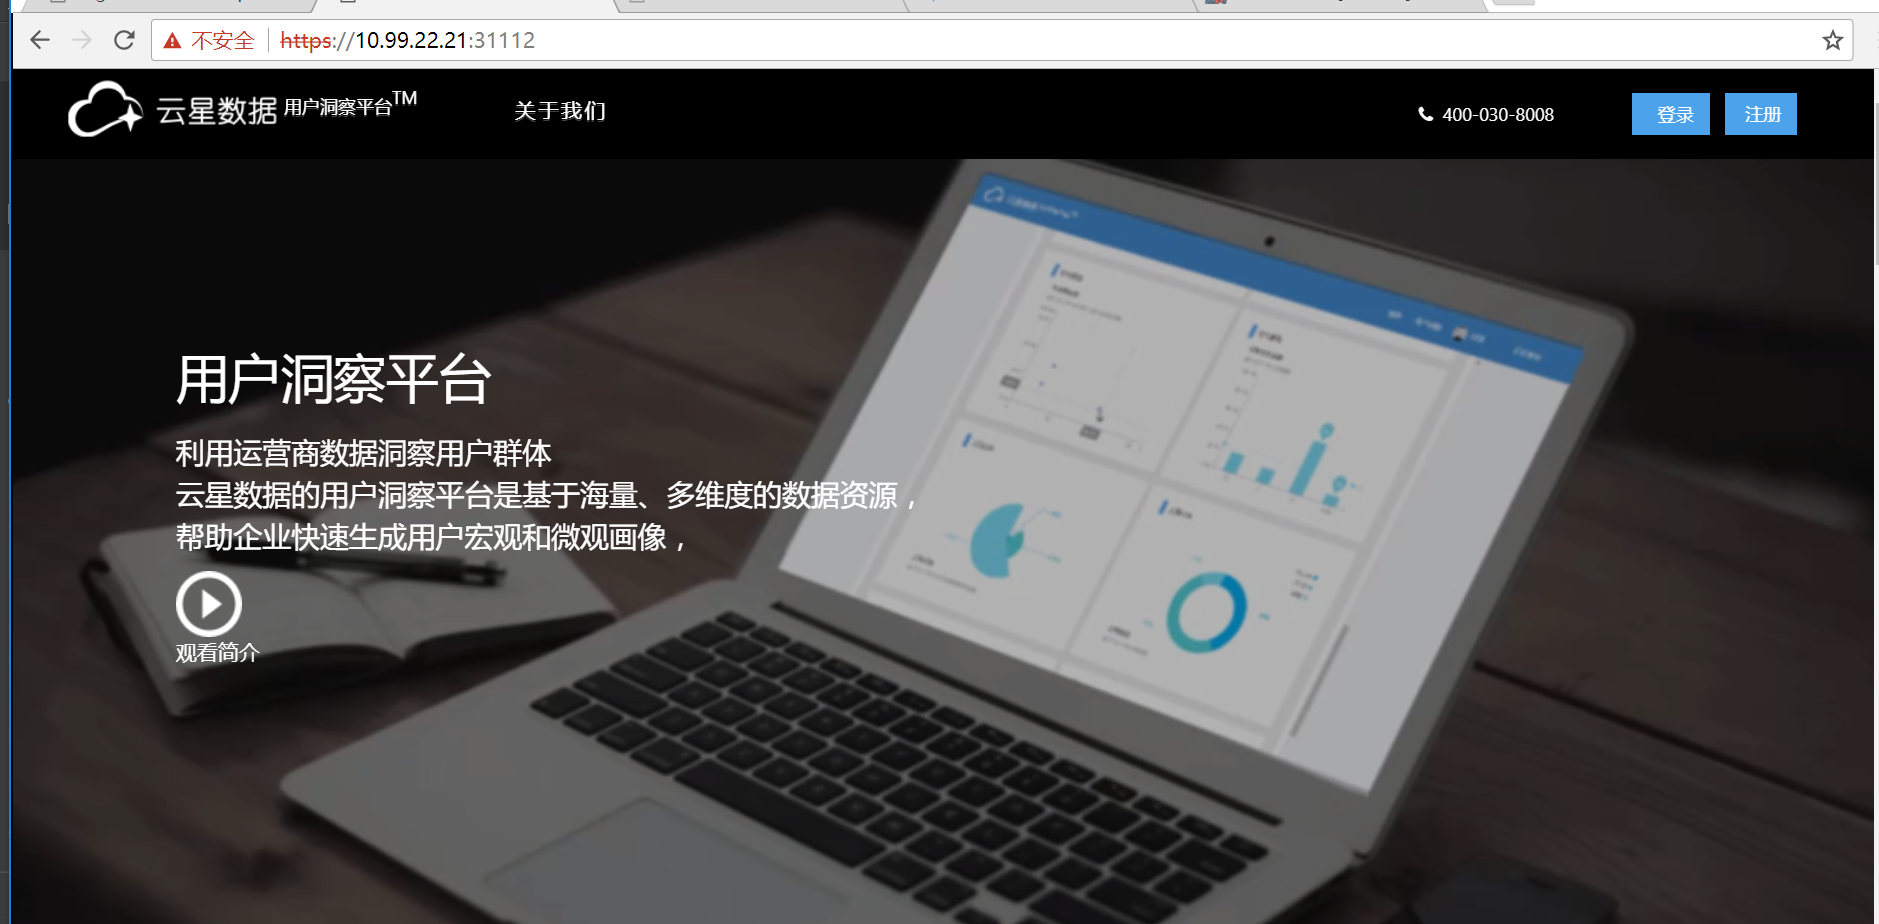 不安全 https://10.99.22.21:31112
云星数据 用户洞察平台TM
关于我们
400-030-8008
登录
注册
用户洞察平台
利用运营商数据洞察用户群体
云星数据的用户洞察平台是基于海量、多维度的数据资源，
帮助企业快速生成用户宏观和微观画像，
观看简介